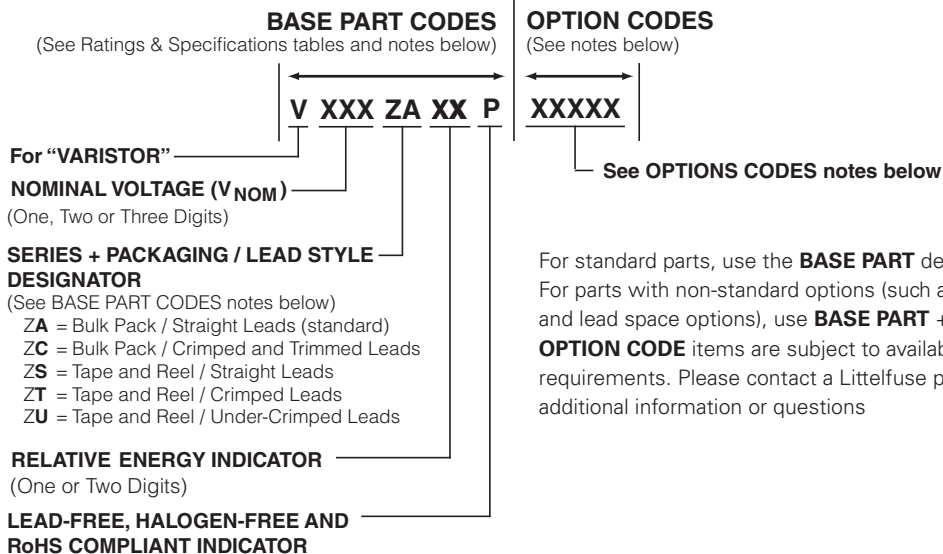 BASE PART CODES
(See Ratings & Specifications tables and notes below)
OPTION CODES
(See notes below)
V XXX ZA XX P XXXXX
For “VARISTOR”
See OPTIONS CODES notes below
NOMINAL VOLTAGE (VNOM)
(One, Two or Three Digits)
SERIES + PACKAGING / LEAD STYLE
DESIGNATOR
(See BASE PART CODES notes below)
ZA = Bulk Pack / Straight Leads (standard)
ZC = Bulk Pack / Crimped and Trimmed Leads
ZS = Tape and Reel / Straight Leads
ZT = Tape and Reel / Crimped Leads
ZU = Tape and Reel / Under-Crimped Leads
RELATIVE ENERGY INDICATOR
(One or Two Digits)
LEAD-FREE, HALOGEN-FREE AND
RoHS COMPLIANT INDICATOR
For standard parts, use the BASE PART
For parts with non-standard options (such
and lead space options), use BASE PART +
OPTION CODE items are subject to
requirements. Please contact a Littelfuse
additional information or questions